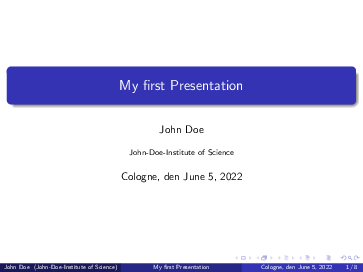 My first Presentation
John Doe
John-Doe-Institute of Science
Cologne, den June 5, 2022
John Doe (John-Doe-Institute of Science) My first Presentation Cologne, den June 5, 2022 1 / 8